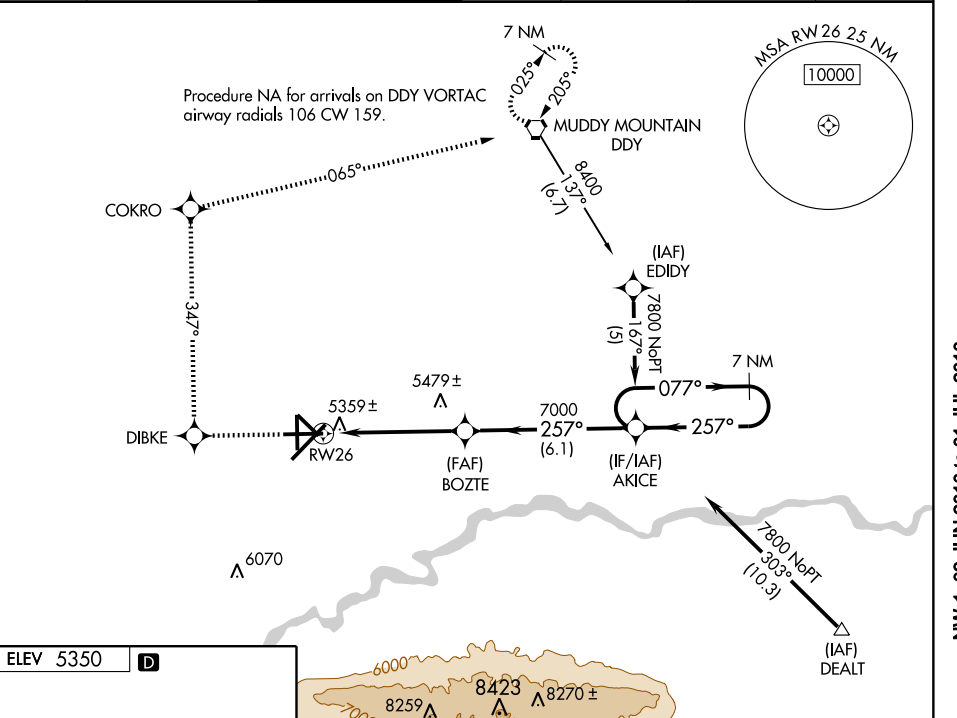 7 NM
MSA RW 26 25 NM
10000
025°
205°
Procedure NA for arrivals on DDY VORTAC
airway radials 106 CW 159.
MUDDY MOUNTAIN
DDY
065°
8400
137°
(6.7)
COKRO
(IAF)
EDIDY
347°
7800 NoPT
167°
(5)
7 NM
077°
5479 ±
5359 ±
7000
257°
(6.1)
257°
DIBKE
RW26
(FAF)
BOZTE
(IF/IAF)
AKICE
7800 NoPT
303°
(10.3)
6070
(IAF)
DEALT
ELEV 5350
D
6000
8423
8270 ±
8259
7000